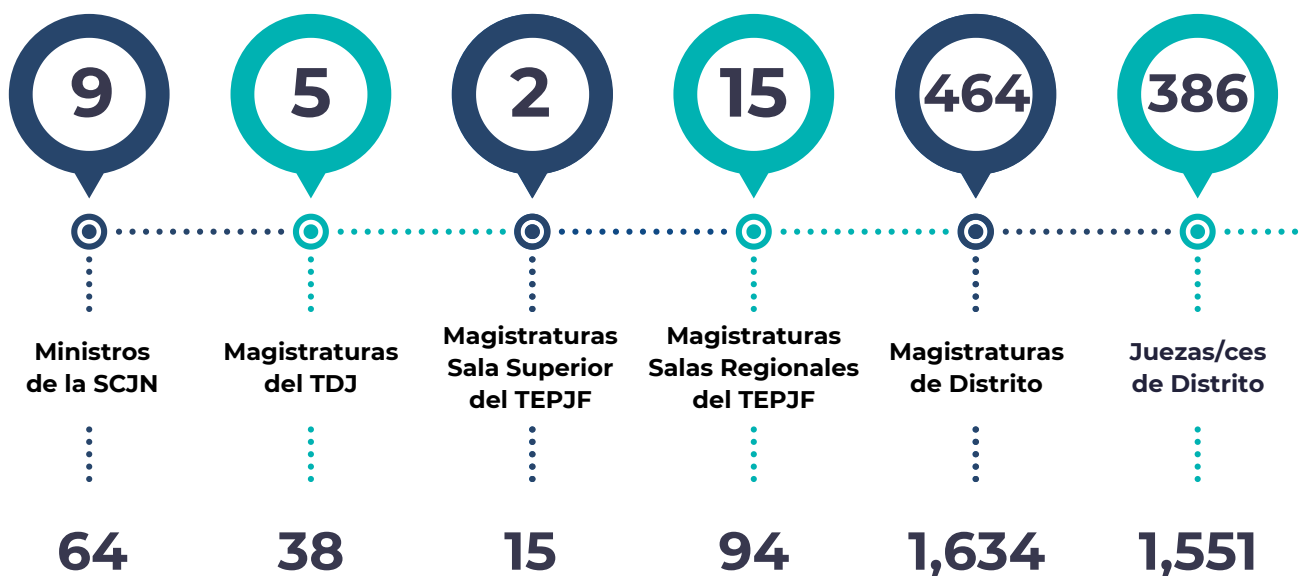 9
5
2
15
464
386
Ministros
de la SCJN
Magistraturas
del TDJ
Magistraturas
Sala Superior
del TEPJF
Magistraturas
Salas Regionales
del TEPJF
Magistraturas
de Distrito
Juezas/ces
de Distrito
64
38
15
94
1,634
1,551